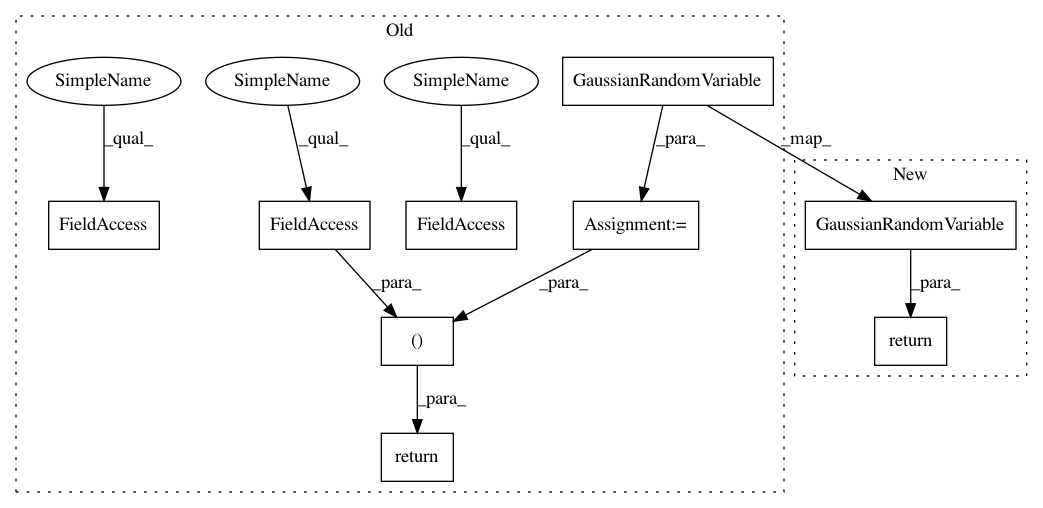 Old
SimpleName
SimpleName
SimpleName
GaussianRandomVariable
_qual_
_qual_
_qual_
_para_
_map_
New
FieldAccess
FieldAccess
FieldAccess
Assignment:=
GaussianRandomVariable
_para_
_para_
_para_
()
return
_para_
return